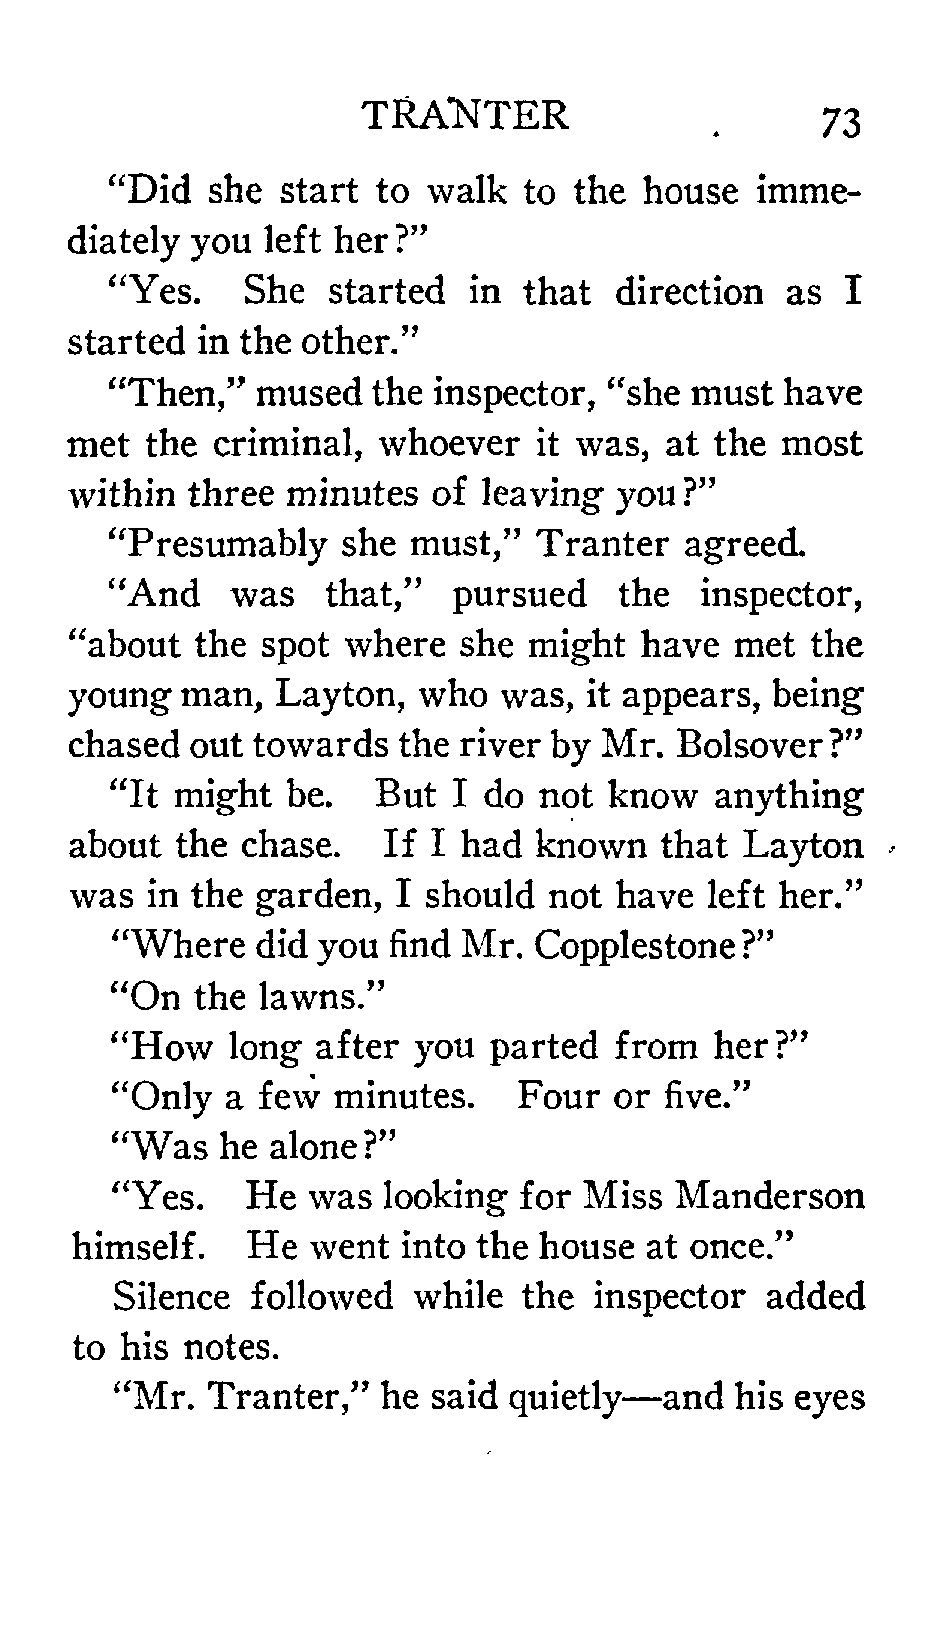 TRANTER 73
“Did she start to walk to the house imme-
diately you left her?”
“Yes. She started in that direction as I
started in the other.”
“Then,” mused the inspector, “she must have
met the criminal, whoever it was, at the most
within three minutes of leaving you?”
“Presumably she must,” Tranter agreed.
“And was that,” pursued the inspector,
“about the spot where she might have met the
young man, Layton, who was, it appears, being
chased out towards the river by Mr. Bolsover?”
“It might be. But I do not know anything
about the chase. If I had known that Layton
was in the garden, I should not have left her.”
“Where did you find Mr. Copplestone?”
“On the lawns.”
“How long after you parted from her?”
“Only a few minutes. Four or five.”
“Was he alone?”
“Yes. He was looking for Miss Manderson
himself. He went into the house at once.”
Silence followed while the inspector added
to his notes.
“Mr. Tranter,” he said quietly—and his eyes